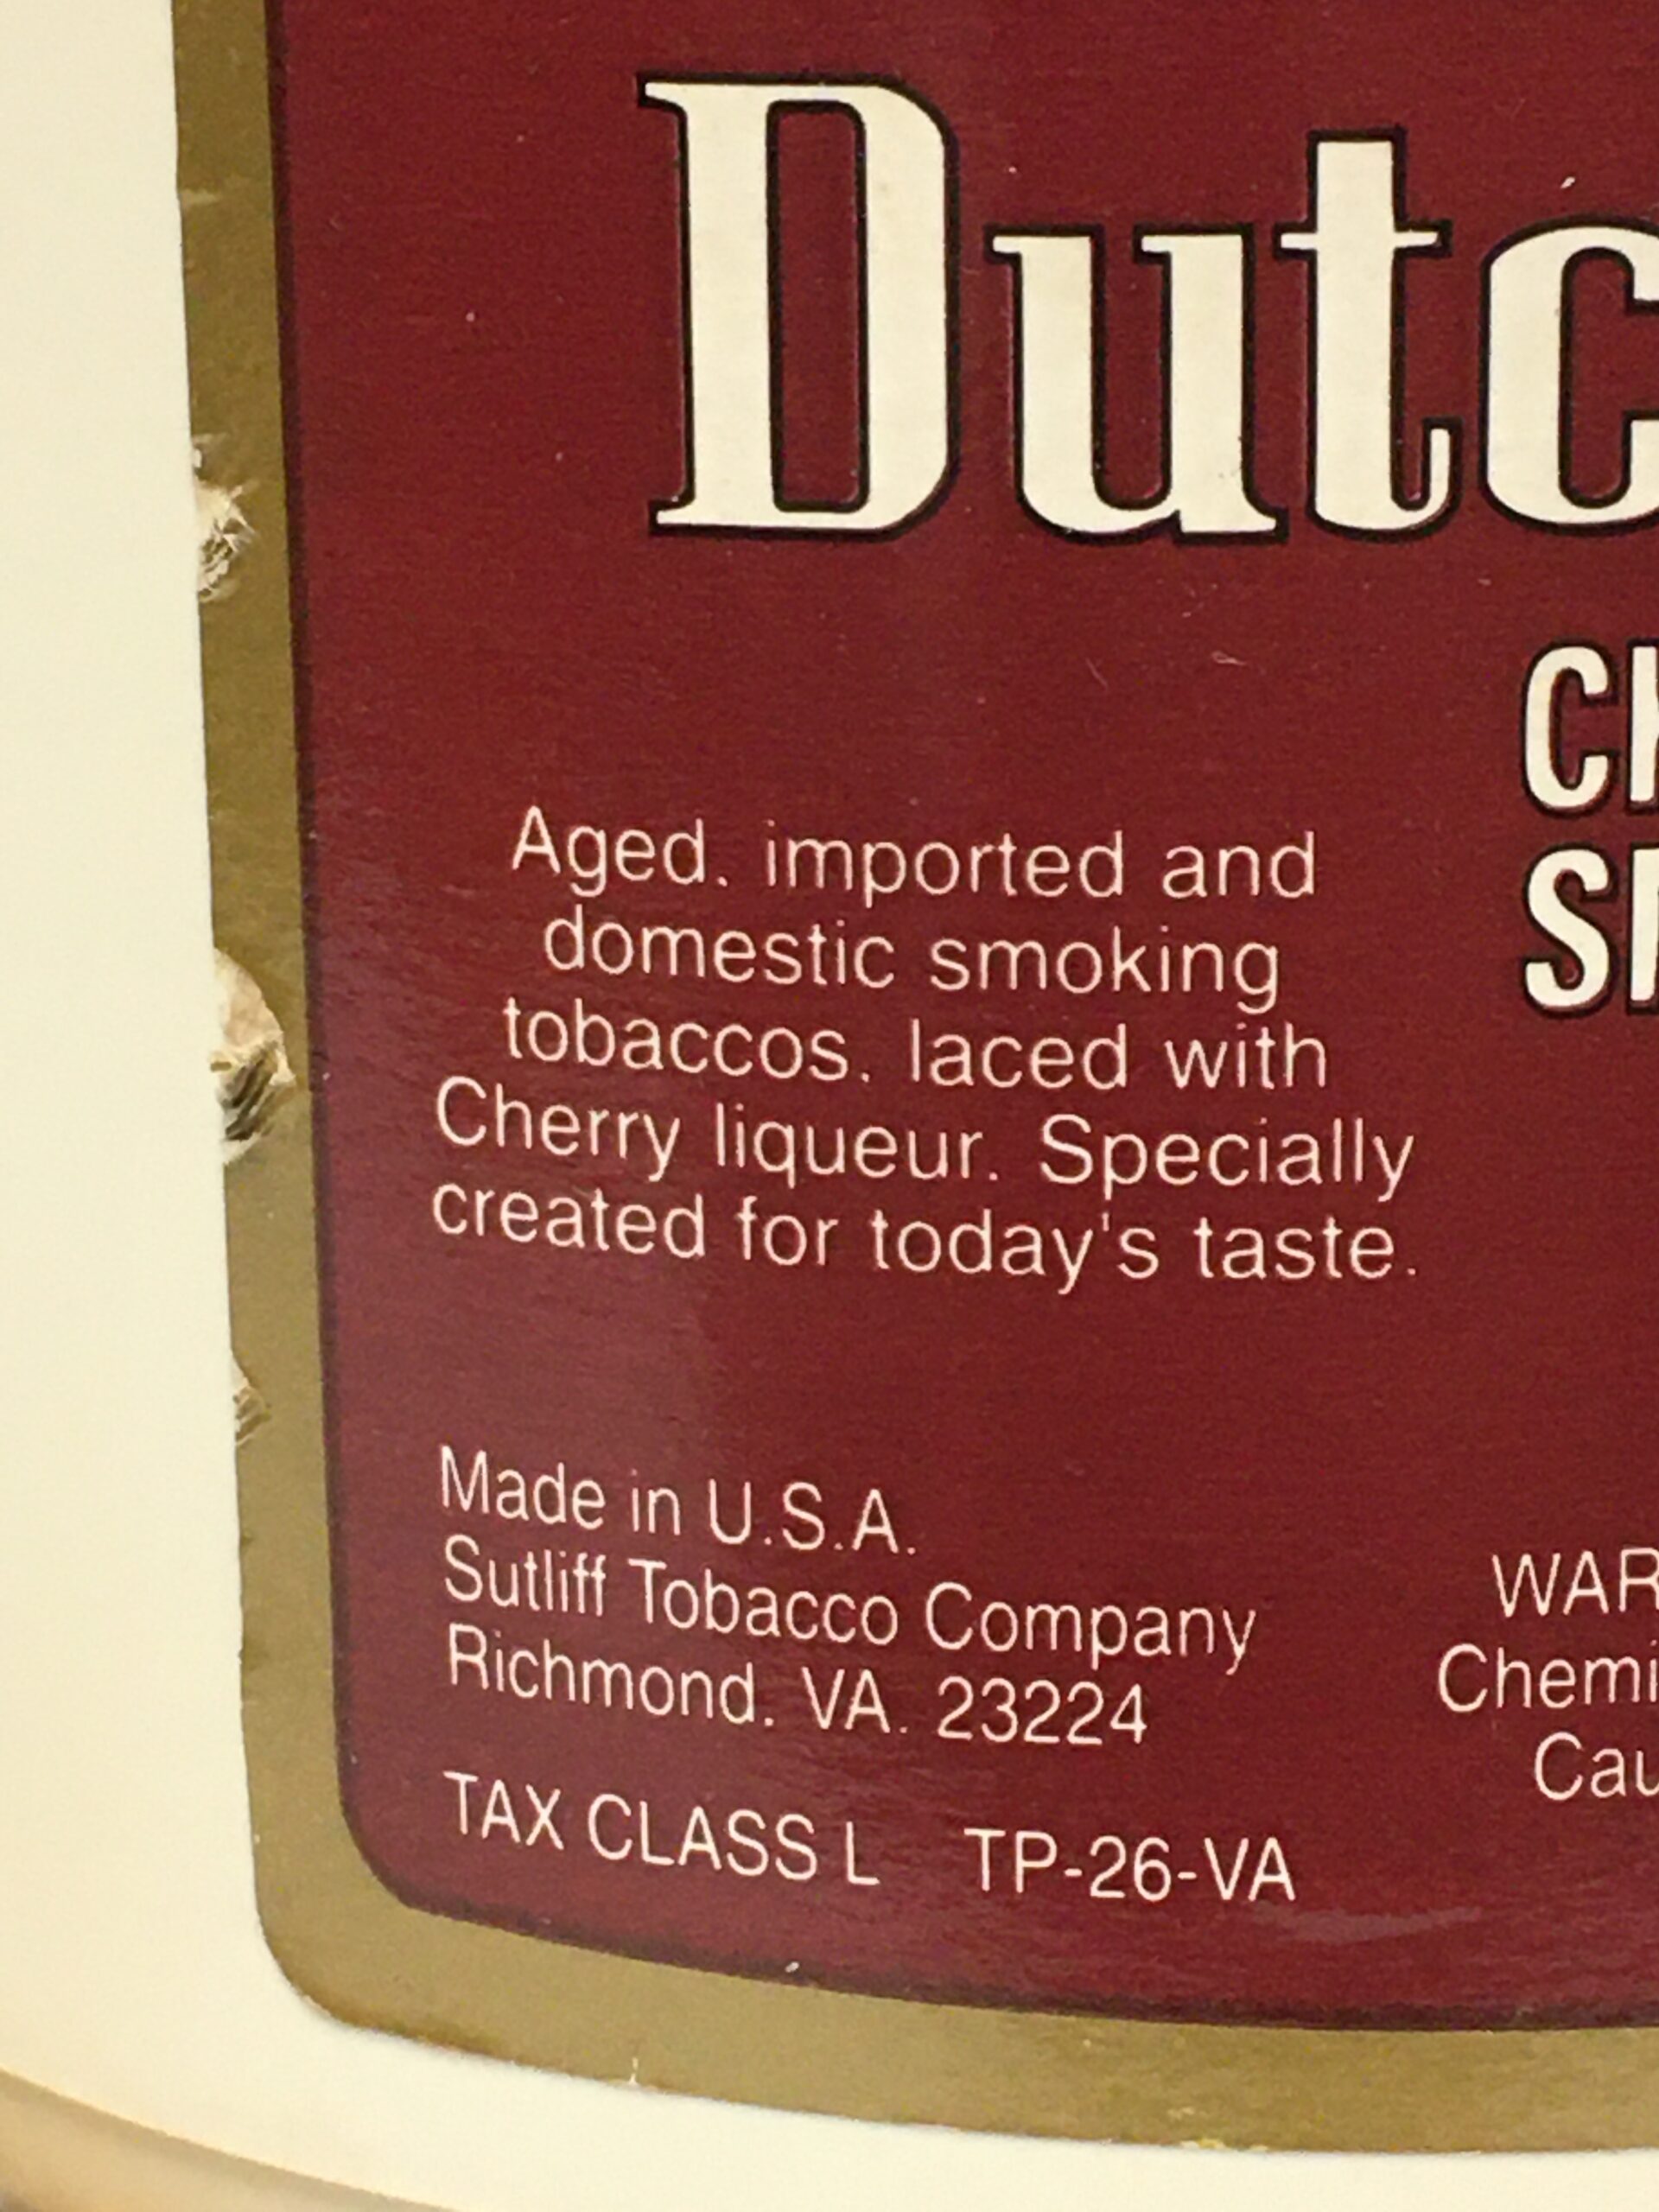 Dutc
Ch
Sm
Aged. imported and
domestic smoking
tobaccos. laced with
Cherry liqueur. Specially
created for today's taste.
Made in U.S.A.
Sutliff Tobacco Company
Richmond. VA. 23224
TAX CLASS L TP-26-VA
WAR
Chemi
Cau